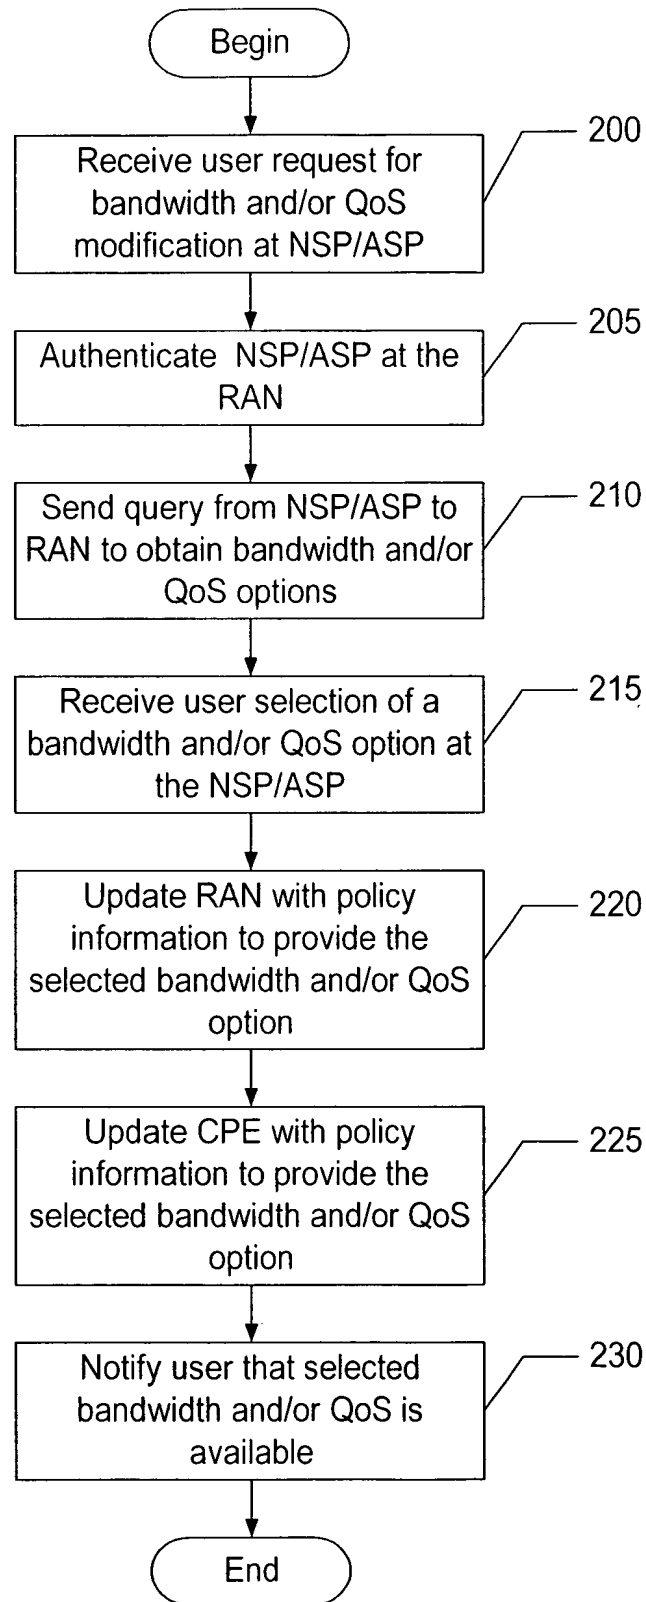 Begin
200
Receive user request for
bandwidth and/or QoS
modification at NSP/ASP
205
Authenticate NSP/ASP at the
RAN
210
Send query from NSP/ASP to
RAN to obtain bandwidth and/or
QoS options
215
Receive user selection of a
bandwidth and/or QoS option at
the NSP/ASP
220
Update RAN with policy
information to provide the
selected bandwidth and/or QoS
option
225
Update CPE with policy
information to provide the
selected bandwidth and/or QoS
option
230
Notify user that selected
bandwidth and/or QoS is
available
End